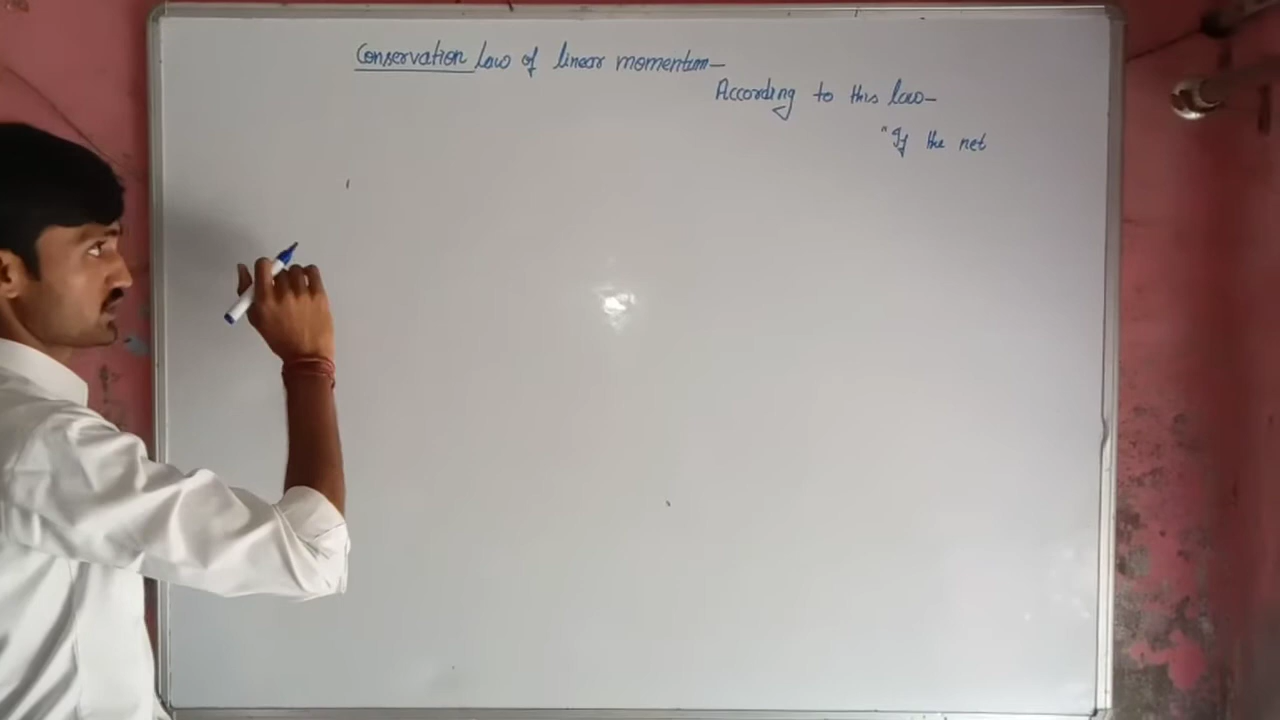 Conservation Law of linear momentum—
According to this law—
"If the net